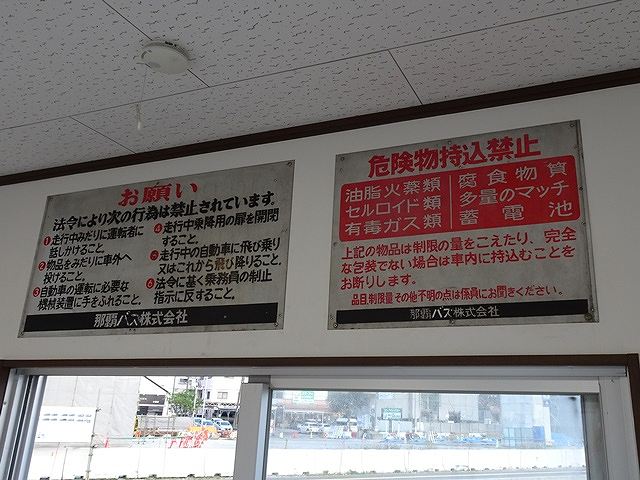 お願い
法令により次の行為は禁止されています。
1 走行中みだりに運転者に
話しかけること。
2 物品をみだりに車外へ
投げること。
3 自動車の運転に必要な
機械装置に手をふれること。
4 走行中乗降用の扉を開閉
すること。
5 走行中の自動車に飛び乗り
又はこれから飛び降りること。
6 法令に基く乗務員の制止
指示に反すること。
那覇バス株式会社
危険物持込禁止
油脂火薬類
セルロイド類
有毒ガス類
腐食物質
多量のマッチ
蓄電池
上記の物品は制限の量をこえたり、完全
な包装でない場合は車内に持込むことを
お断りします。
品目、制限量その他不明の点は係員にお聞きください。
那覇バス株式会社